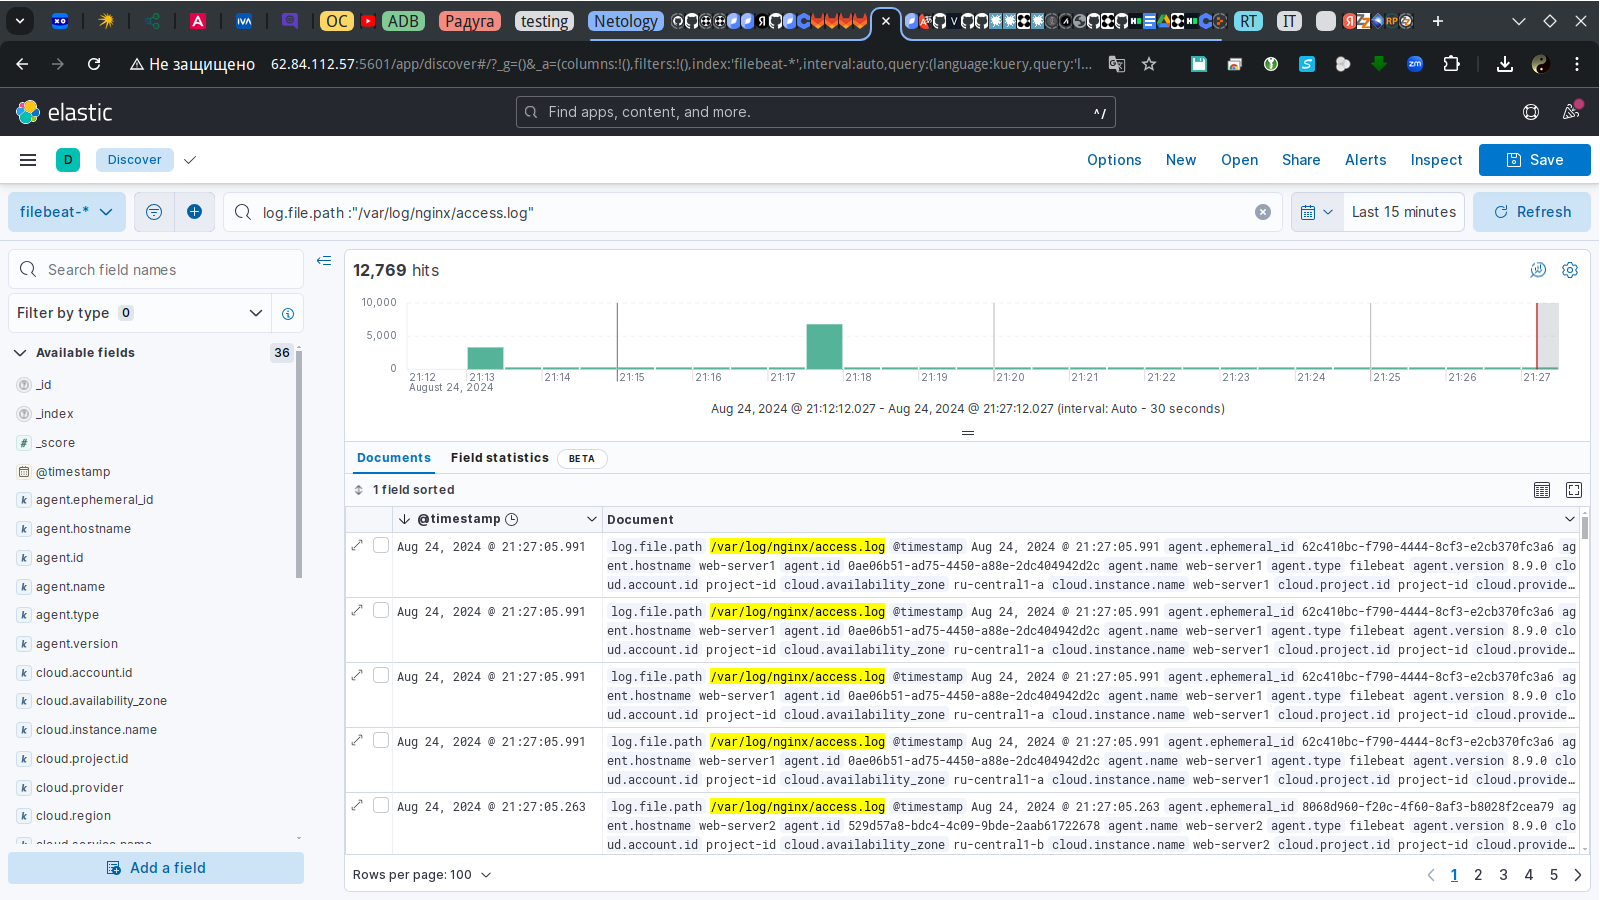 ОС
ADB
Радуга
testing
Netology
RT
IT
Не защищено
62.84.112.57:5601/app/discover#/?_g=()&_a=(columns:!(),filters:!(),index:'filebeat-*',interval:auto,query:(language:kuery,query:'l...
elastic
Find apps, content, and more.
^/
D
Discover
Options
New
Open
Share
Alerts
Inspect
Save
filebeat-*
log.file.path :"/var/log/nginx/access.log"
Last 15 minutes
Refresh
Search field names
Filter by type 0
Available fields 36
_id
_index
_score
@timestamp
agent.ephemeral_id
agent.hostname
agent.id
agent.name
agent.type
agent.version
cloud.account.id
cloud.availability_zone
cloud.instance.name
cloud.project.id
cloud.provider
cloud.region
cloud.service.name
Add a field
12,769 hits
10,000
5,000
0
21:12 21:13 21:14 21:15 21:16 21:17 21:18 21:19 21:20 21:21 21:22 21:23 21:24 21:25 21:26 21:27
August 24, 2024
Aug 24, 2024 @ 21:12:12.027 - Aug 24, 2024 @ 21:27:12.027 (interval: Auto - 30 seconds)
Documents
Field statistics
BETA
1 field sorted
@timestamp
Document
Aug 24, 2024 @ 21:27:05.991
log.file.path /var/log/nginx/access.log @timestamp Aug 24, 2024 @ 21:27:05.991 agent.ephemeral_id 62c410bc-f790-4444-8cf3-e2cb370fc3a6 ag
ent.hostname web-server1 agent.id 0ae06b51-ad75-4450-a88e-2dc404942d2c agent.name web-server1 agent.type filebeat agent.version 8.9.0 clo
ud.account.id project-id cloud.availability_zone ru-central1-a cloud.instance.name web-server1 cloud.project.id project-id cloud.provide…
Aug 24, 2024 @ 21:27:05.991
log.file.path /var/log/nginx/access.log @timestamp Aug 24, 2024 @ 21:27:05.991 agent.ephemeral_id 62c410bc-f790-4444-8cf3-e2cb370fc3a6 ag
ent.hostname web-server1 agent.id 0ae06b51-ad75-4450-a88e-2dc404942d2c agent.name web-server1 agent.type filebeat agent.version 8.9.0 clo
ud.account.id project-id cloud.availability_zone ru-central1-a cloud.instance.name web-server1 cloud.project.id project-id cloud.provide…
Aug 24, 2024 @ 21:27:05.991
log.file.path /var/log/nginx/access.log @timestamp Aug 24, 2024 @ 21:27:05.991 agent.ephemeral_id 62c410bc-f790-4444-8cf3-e2cb370fc3a6 ag
ent.hostname web-server1 agent.id 0ae06b51-ad75-4450-a88e-2dc404942d2c agent.name web-server1 agent.type filebeat agent.version 8.9.0 clo
ud.account.id project-id cloud.availability_zone ru-central1-a cloud.instance.name web-server1 cloud.project.id project-id cloud.provide…
Aug 24, 2024 @ 21:27:05.991
log.file.path /var/log/nginx/access.log @timestamp Aug 24, 2024 @ 21:27:05.991 agent.ephemeral_id 62c410bc-f790-4444-8cf3-e2cb370fc3a6 ag
ent.hostname web-server1 agent.id 0ae06b51-ad75-4450-a88e-2dc404942d2c agent.name web-server1 agent.type filebeat agent.version 8.9.0 clo
ud.account.id project-id cloud.availability_zone ru-central1-a cloud.instance.name web-server1 cloud.project.id project-id cloud.provide…
Aug 24, 2024 @ 21:27:05.263
log.file.path /var/log/nginx/access.log @timestamp Aug 24, 2024 @ 21:27:05.263 agent.ephemeral_id 8068d960-f20c-4f60-8af3-b8028f2cea79 ag
ent.hostname web-server2 agent.id 529d57a8-bdc4-4c09-9bde-2aab61722678 agent.name web-server2 agent.type filebeat agent.version 8.9.0 clo
ud.account.id project-id cloud.availability_zone ru-central1-b cloud.instance.name web-server2 cloud.project.id project-id cloud.provide…
Rows per page: 100
1 2 3 4 5